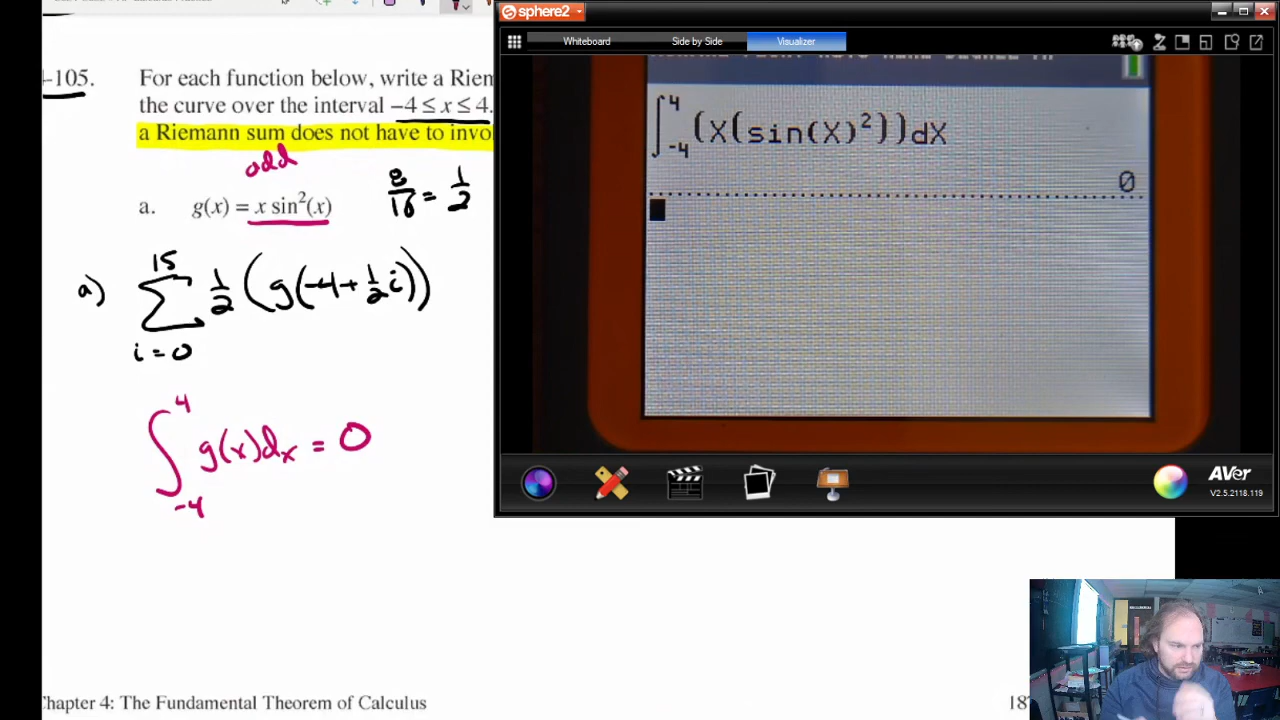 sphere2
Whiteboard Side by Side Visualizer
-105. For each function below, write a Riem
the curve over the interval −4 ≤ x ≤ 4.
a Riemann sum does not have to invo
odd
a. g(x) = x sin²(x)
8/16 = 1/2
a) ∑ i=0 15 1/2 (g(-4+1/2i))
∫ -4 4 g(x)dx = 0
∫ -4 4 (X(sin(X)²))dX
0
AVer
V2.5.2118.119
Chapter 4: The Fundamental Theorem of Calculus